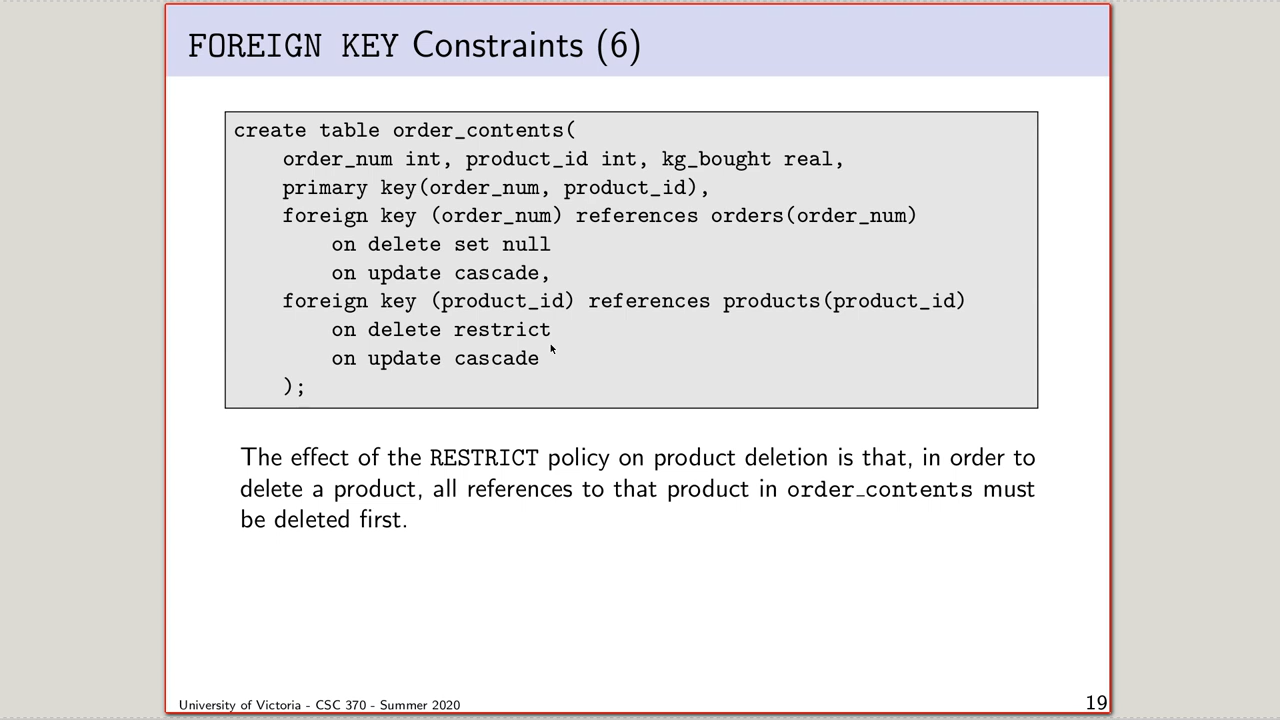 FOREIGN KEY Constraints (6)
create table order_contents(
order_num int, product_id int, kg_bought real,
primary key(order_num, product_id),
foreign key (order_num) references orders(order_num)
on delete set null
on update cascade,
foreign key (product_id) references products(product_id)
on delete restrict
on update cascade
);
The effect of the RESTRICT policy on product deletion is that, in order to
delete a product, all references to that product in order_contents must
be deleted first.
University of Victoria - CSC 370 - Summer 2020
19